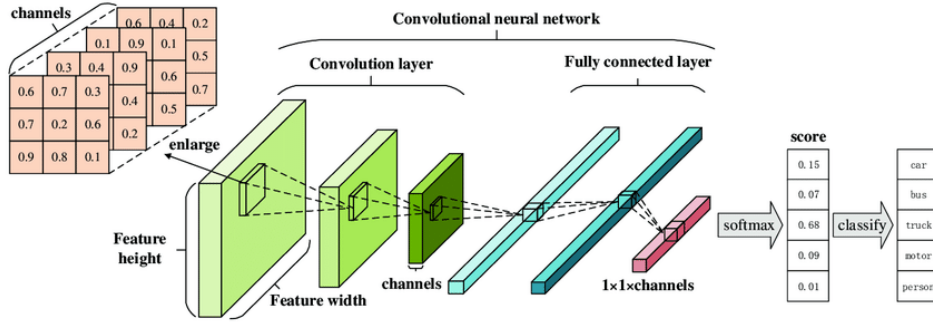 channels
0.6 0.4 0.2
0.1 0.9 0.1
0.5
0.3 0.4 0.9
0.6
0.7
0.6 0.7 0.3
0.4
0.5
0.7 0.2 0.6
0.2
0.9 0.8 0.1
enlarge
Convolutional neural network
Convolution layer
Fully connected layer
Feature
height
Feature width
channels
1×1×channels
softmax
score
0.15
0.07
0.68
0.09
0.01
classify
car
bus
truck
motor
person